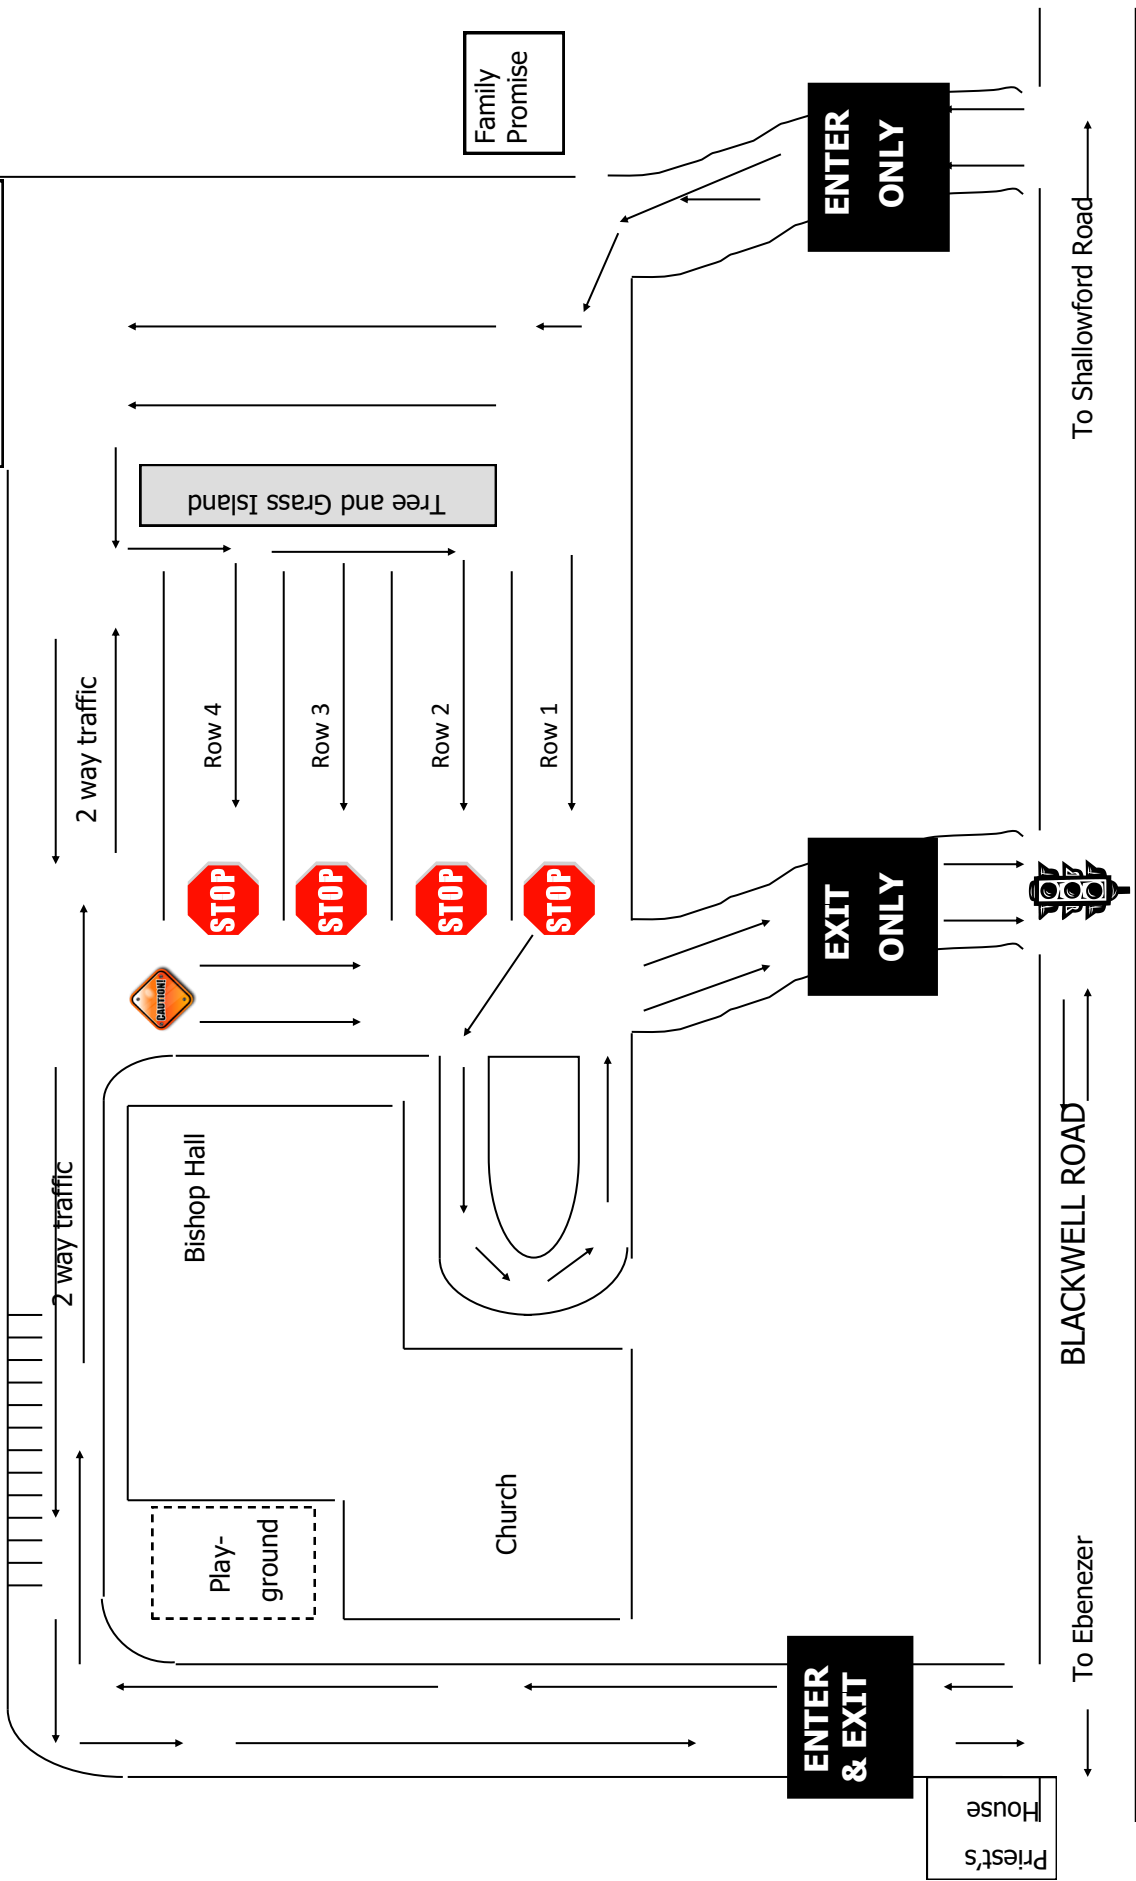 Family
Promise
ENTER
ONLY
To Shallowford Road
Tree and Grass Island
2 way traffic
Row 4
Row 3
Row 2
Row 1
STOP
STOP
STOP
STOP
CAUTION!
EXIT
ONLY
2 way traffic
Bishop Hall
BLACKWELL ROAD
Play-
ground
Church
ENTER
& EXIT
To Ebenezer
Priest's
House